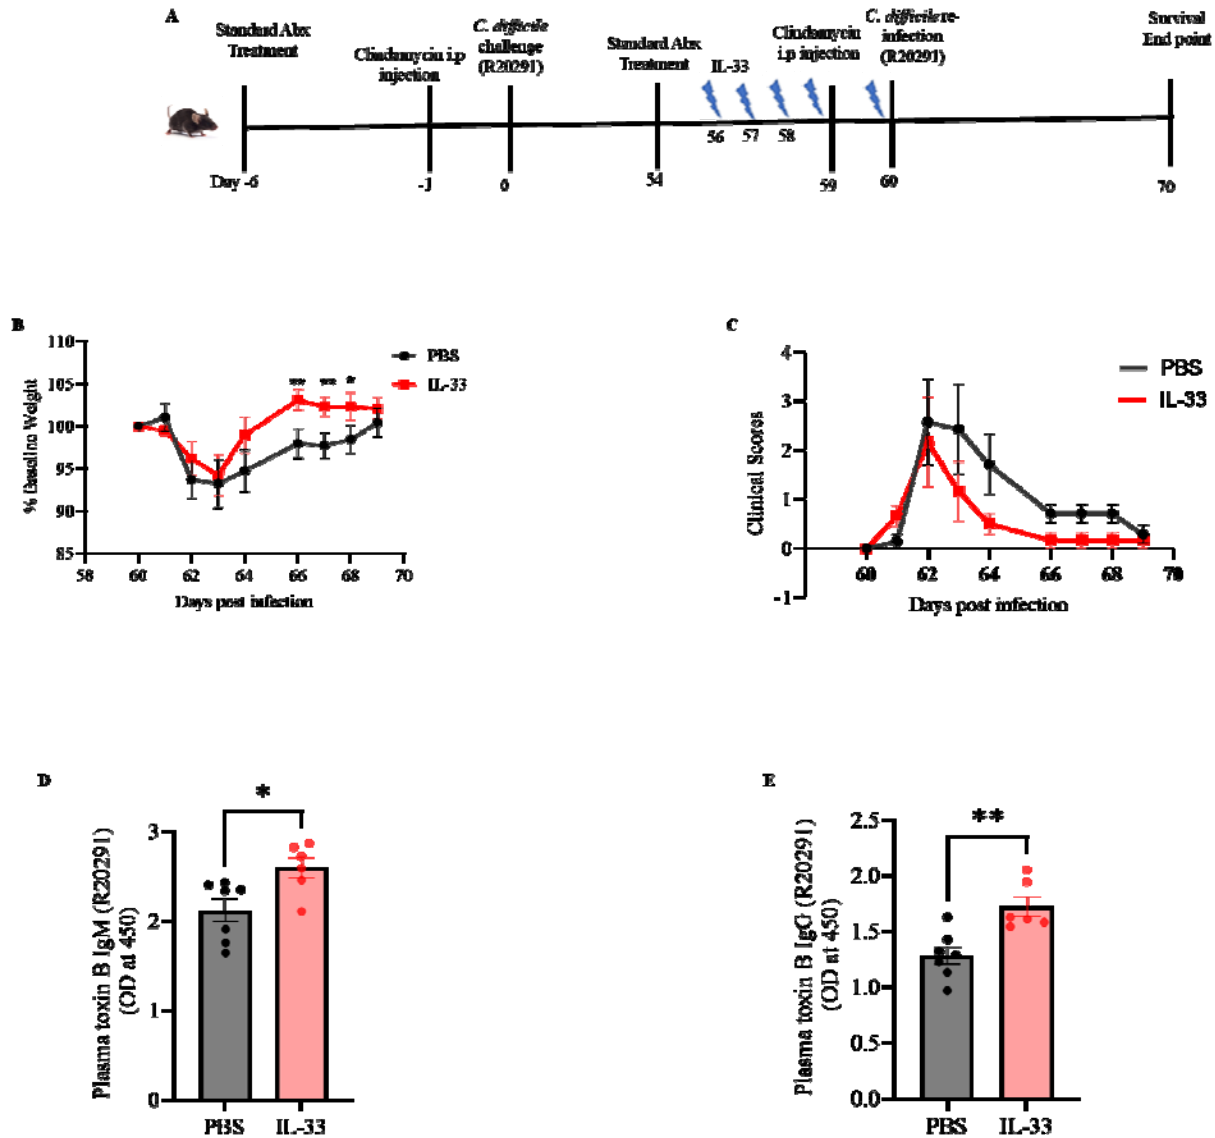 A
Standard Abx
Treatment
Clindamycin i.p
injection
C. difficile
challenge
(R20291)
Standard Abx
Treatment
IL-33
Clindamycin
i.p injection
C. difficile re-
infection
(R20291)
Survival
End point
56
57
58
Day -6
-1
0
54
59
60
70
B
110
105
100
95
90
85
58
60
62
64
66
68
70
% Baseline Weight
Days post infection
** ** *
PBS
IL-33
C
4
3
2
1
0
-1
60
62
64
66
68
70
Clinical Scores
Days post infection
PBS
IL-33
D
*
3
2
1
0
Plasma toxin B IgM (R20291)
(OD at 450)
PBS
IL-33
E
**
2.5
2.0
1.5
1.0
0.5
0.0
Plasma toxin B IgG (R20291)
(OD at 450)
PBS
IL-33